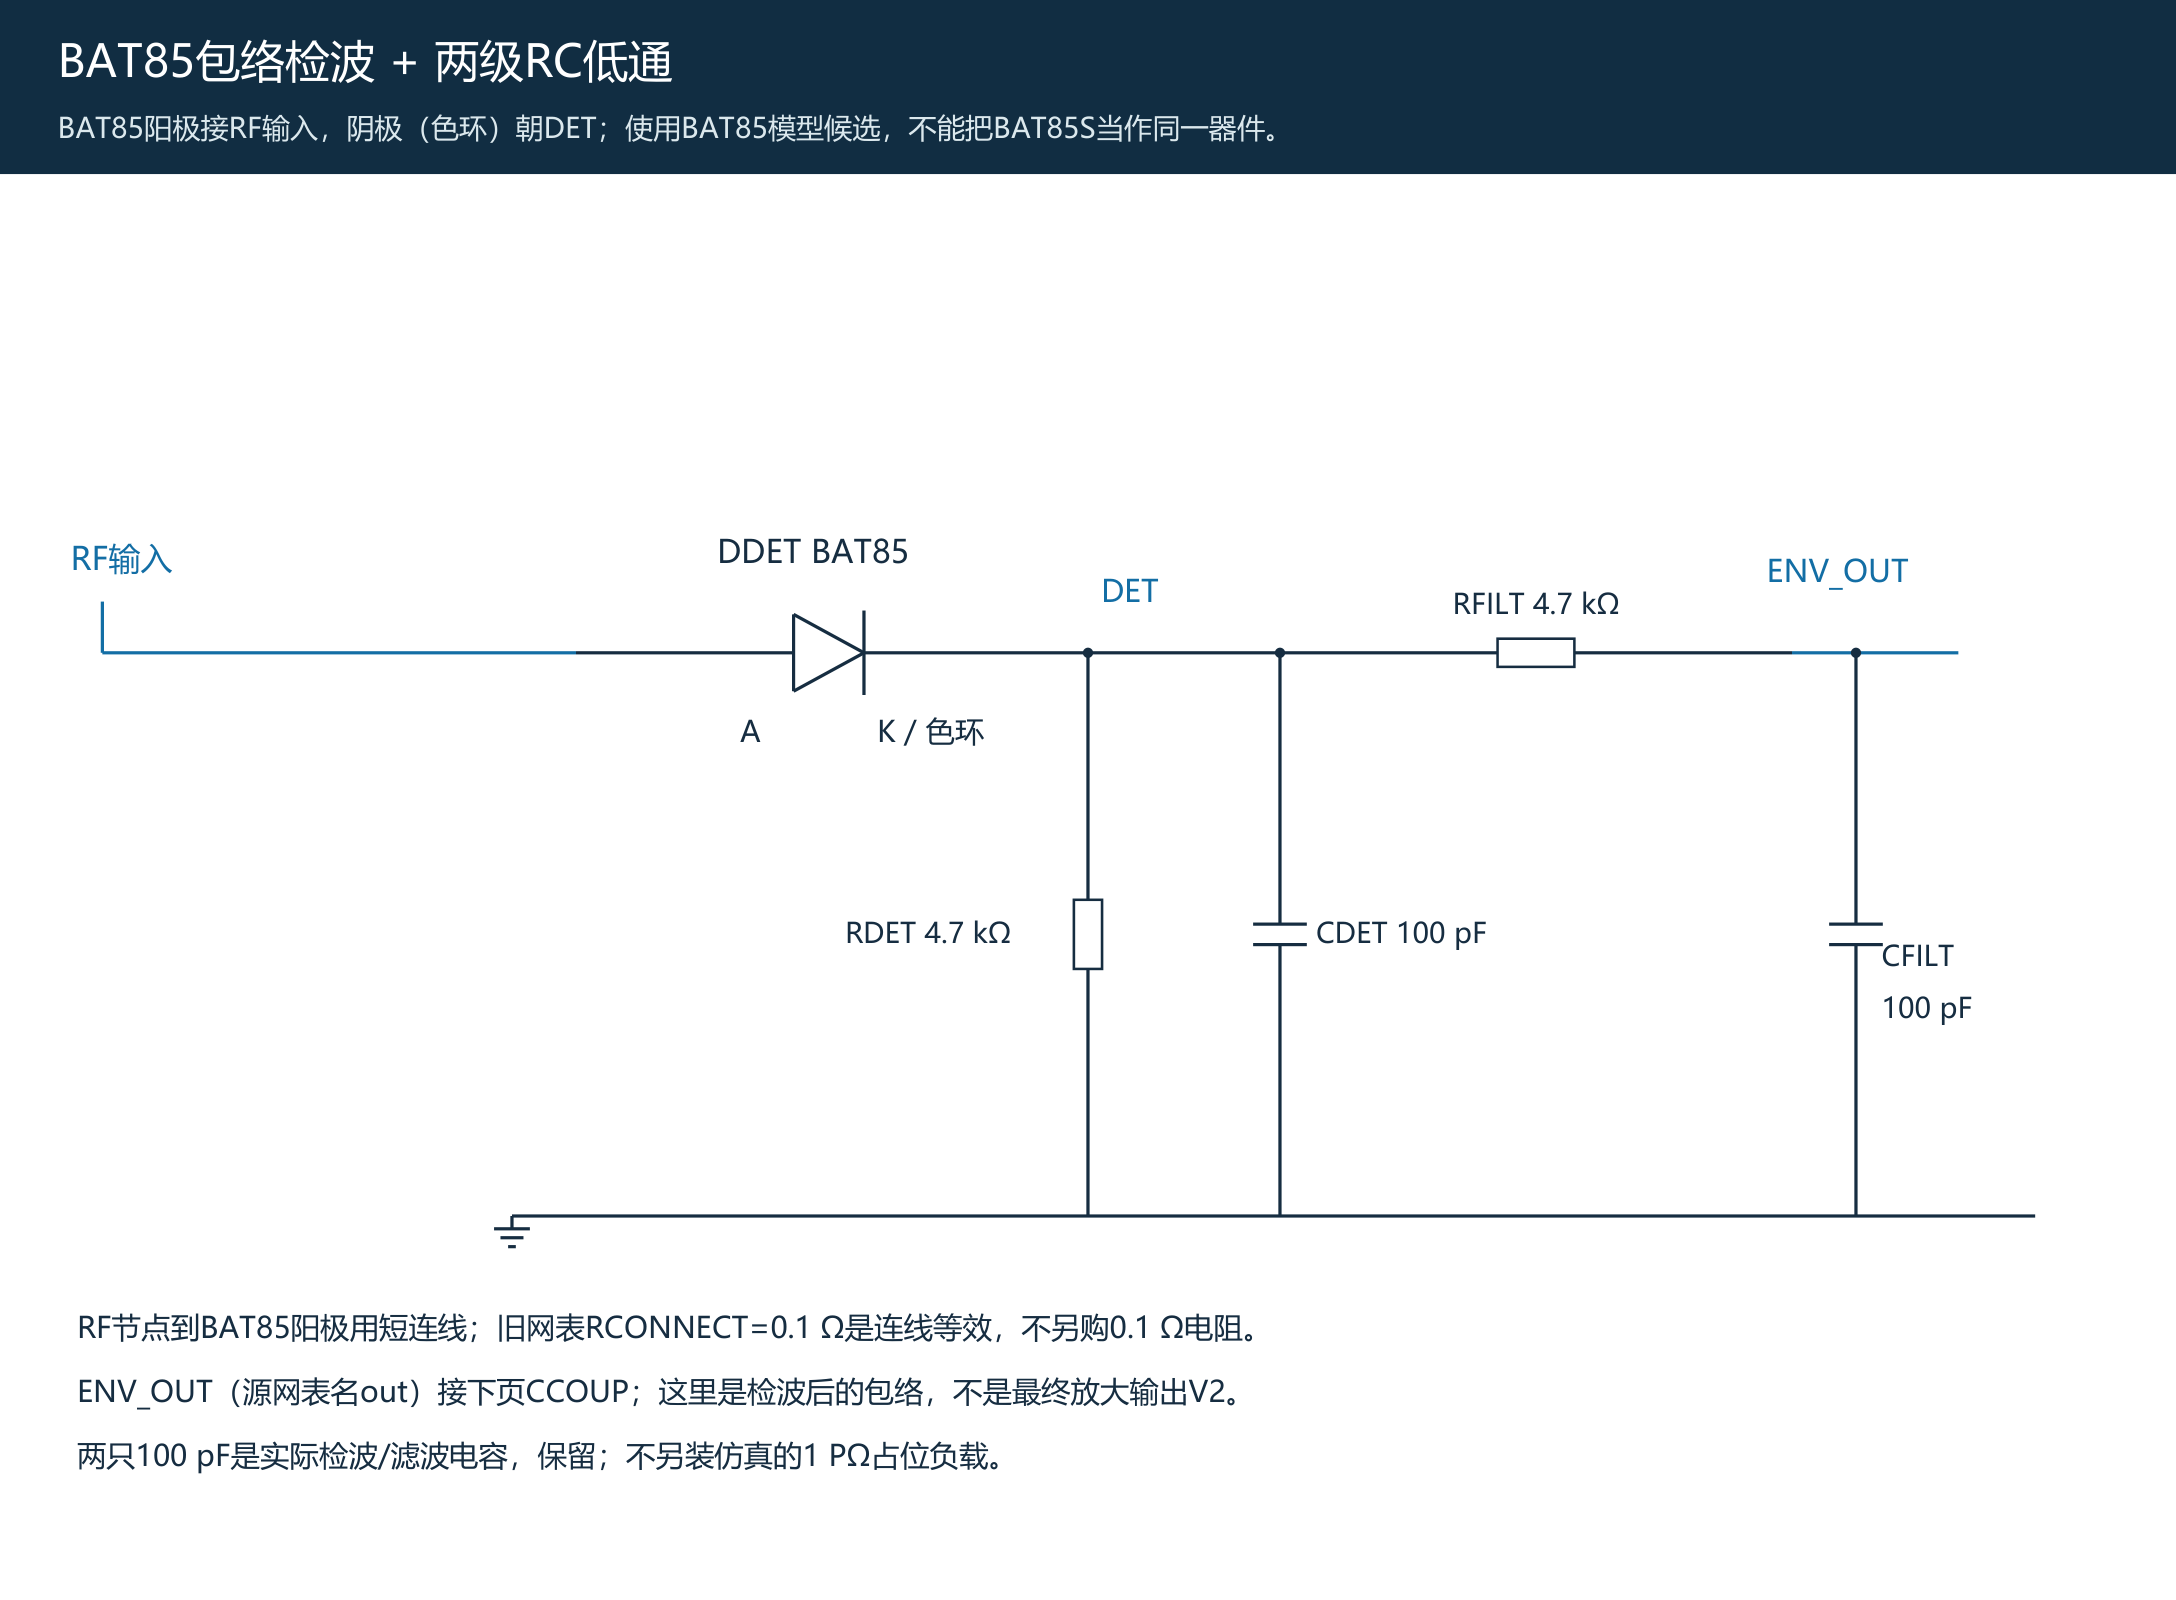 BAT85包络检波 + 两级RC低通
BAT85阳极接RF输入，阴极（色环）朝DET；使用BAT85模型候选，不能把BAT85S当作同一器件。
RF输入
DDET BAT85
DET
RFILT 4.7 kΩ
ENV_OUT
A
K / 色环
RDET 4.7 kΩ
CDET 100 pF
CFILT
100 pF
RF节点到BAT85阳极用短连线；旧网表RCONNECT=0.1 Ω是连线等效，不另购0.1 Ω电阻。
ENV_OUT（源网表名out）接下页CCOUP；这里是检波后的包络，不是最终放大输出V2。
两只100 pF是实际检波/滤波电容，保留；不另装仿真的1 PΩ占位负载。